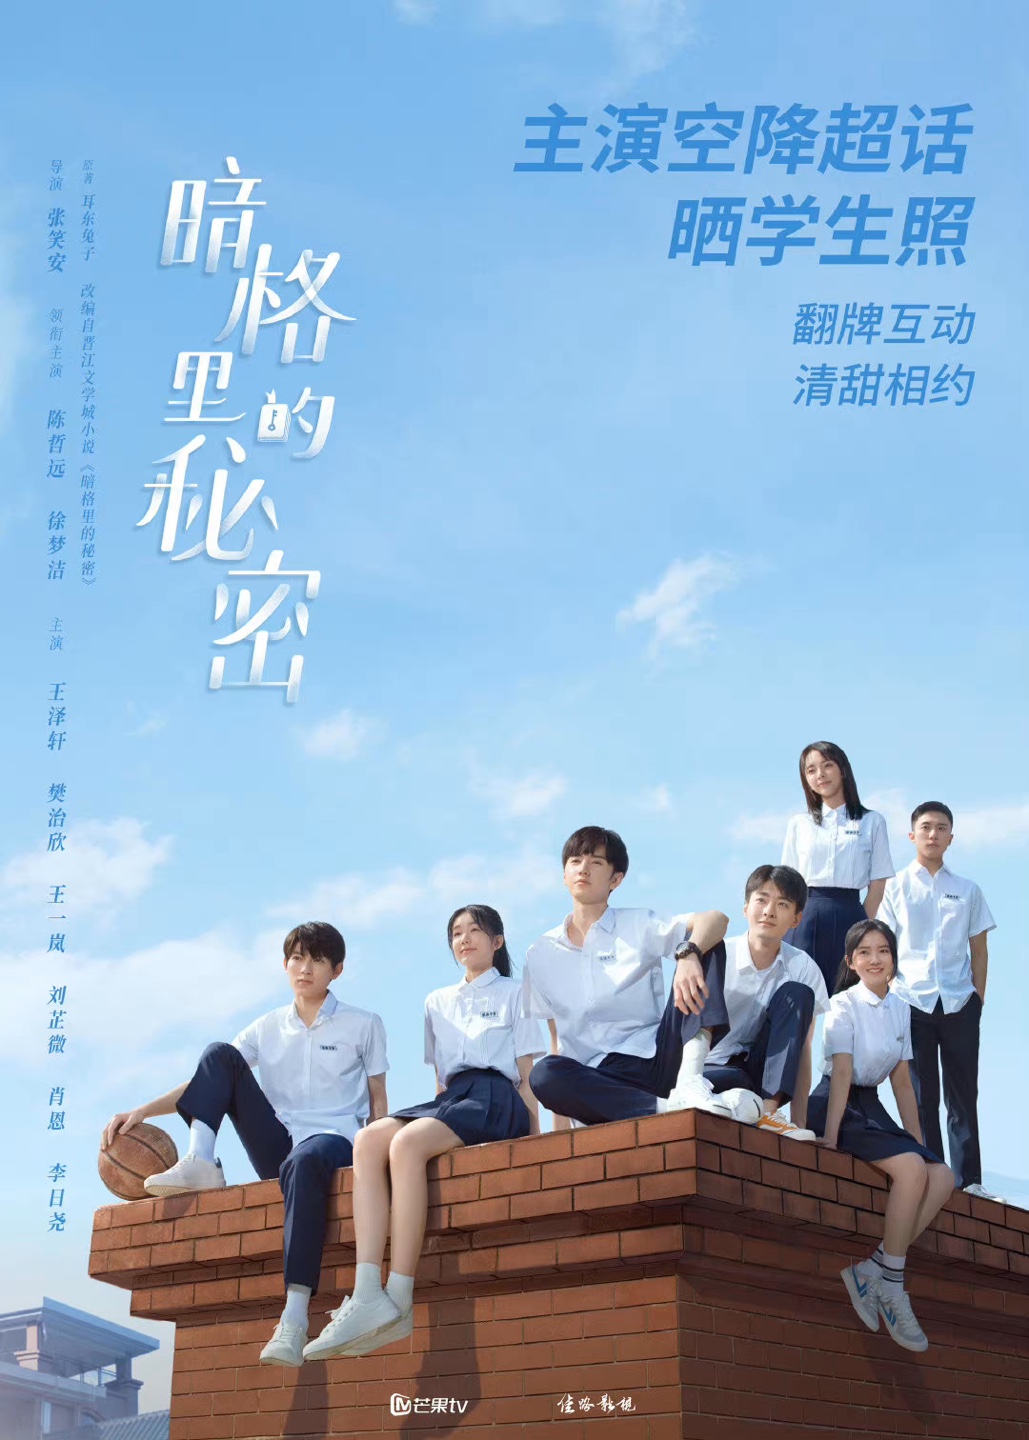 主演空降超话
晒学生照
翻牌互动
清甜相约
暗格里的秘密
原著 耳东兔子 改编自晋江文学城小说《暗格里的秘密》
导演 张笑安 领衔主演 陈哲远 徐梦洁 主演 王泽轩 樊治欣 王一岚 刘芷微 肖恩 李日尧
芒果tv
佳路影视